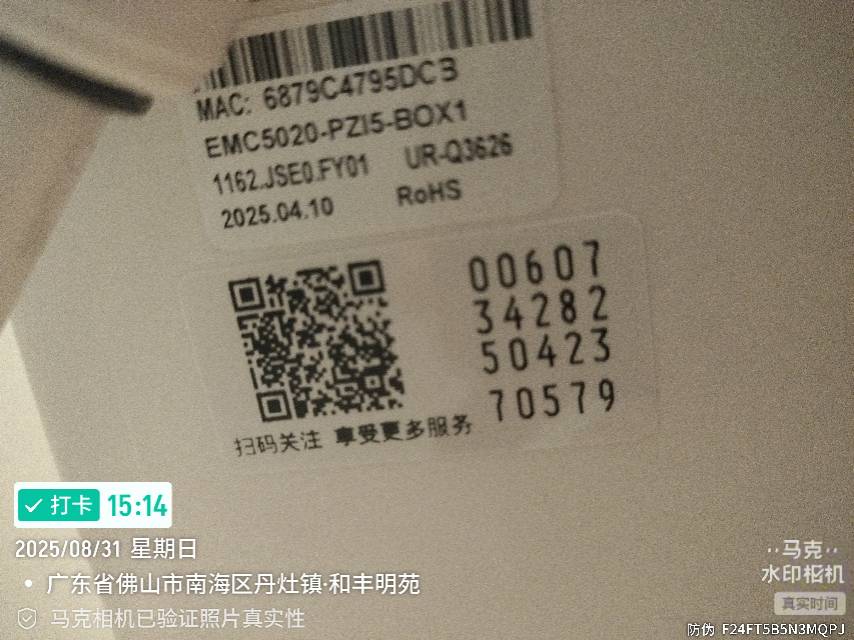 MAC: 6879C4795DC3
EMC5020-PZI5-BOX1
1162.JSE0.FY01 UR-Q3626
2025.04.10 RoHS
00607
34282
50423
70579
扫码关注 享受更多服务
打卡 15:14
2025/08/31 星期日
广东省佛山市南海区丹灶镇·和丰明苑
马克相机已验证照片真实性
马克
水印相机
真实时间
防伪 F24FT5B5N3MQPJ